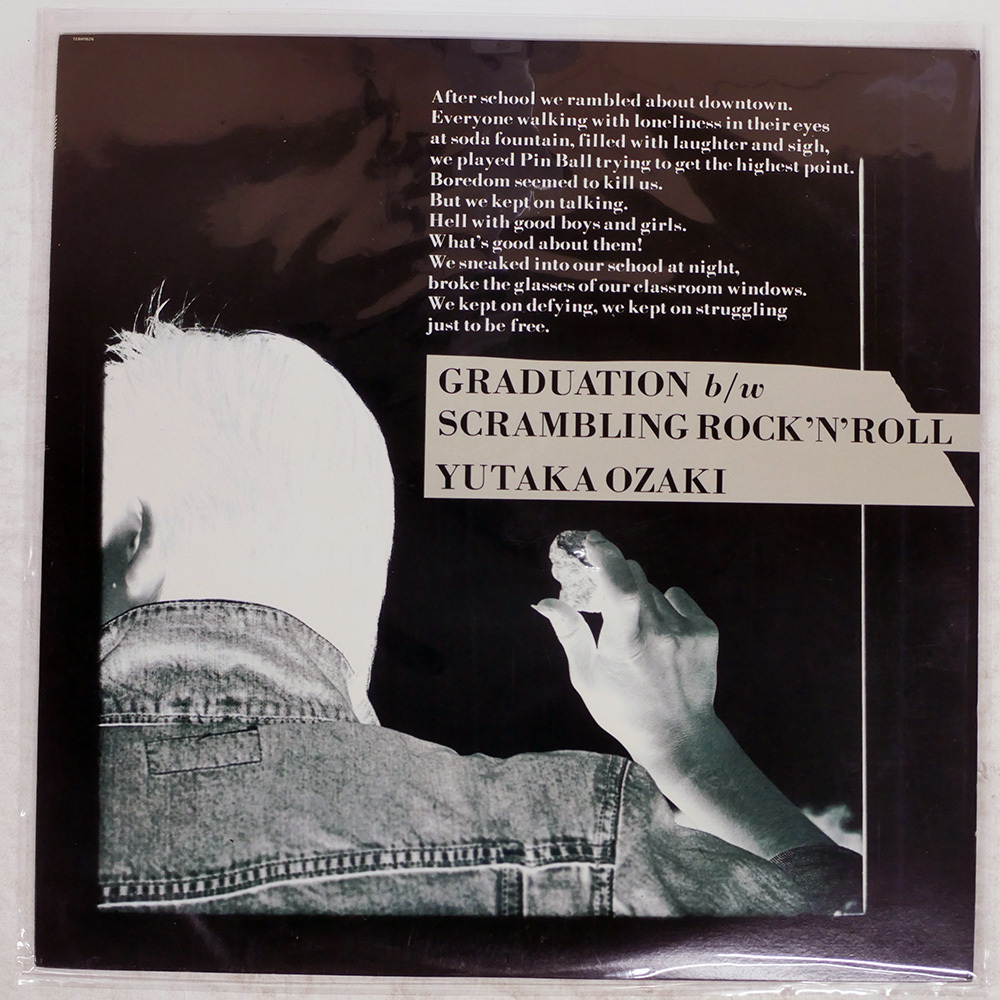 After school we rambled about downtown.
Everyone walking with loneliness in their eyes
at soda fountain, filled with laughter and sigh,
we played Pin Ball trying to get the highest point.
Boredom seemed to kill us.
But we kept on talking.
Hell with good boys and girls.
What's good about them!
We sneaked into our school at night,
broke the glasses of our classroom windows.
We kept on defying, we kept on struggling
just to be free.
GRADUATION b/w
SCRAMBLING ROCK'N'ROLL
YUTAKA OZAKI